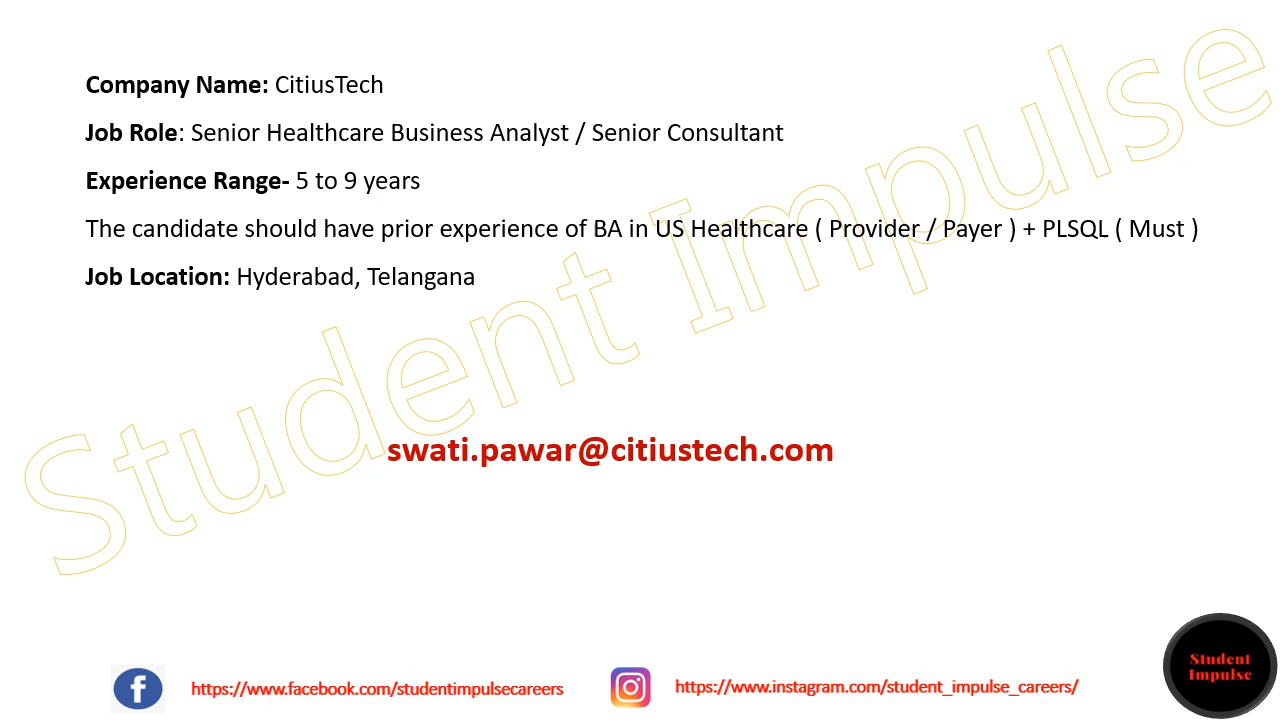 Company Name: CitiusTech
Job Role: Senior Healthcare Business Analyst / Senior Consultant
Experience Range- 5 to 9 years
The candidate should have prior experience of BA in US Healthcare ( Provider / Payer ) + PLSQL ( Must )
Job Location: Hyderabad, Telangana
Student Impulse
swati.pawar@citiustech.com
https://www.facebook.com/studentimpulsecareers
https://www.instagram.com/student_impulse_careers/
Student
Impulse